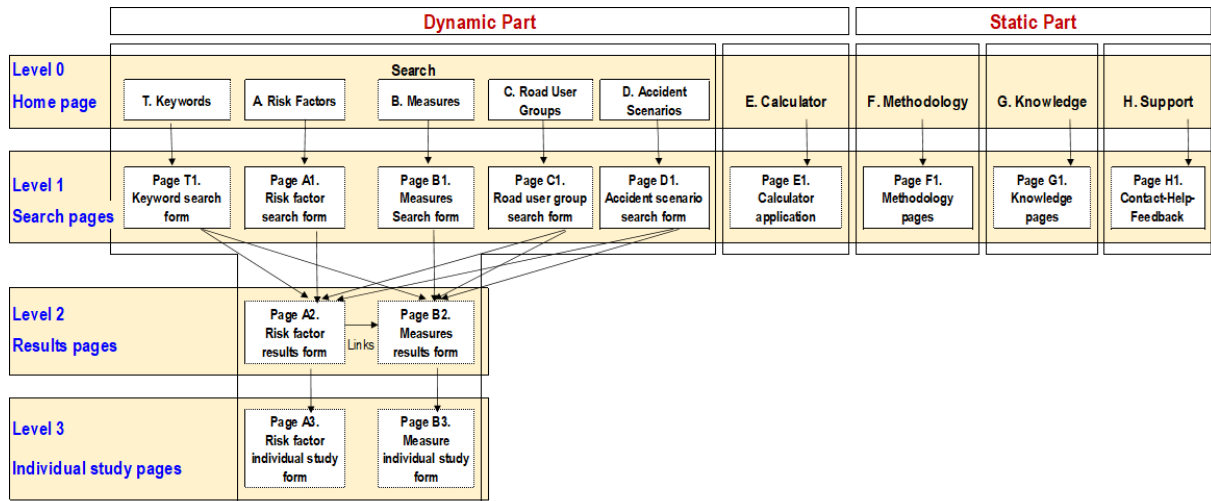 Dynamic Part
Static Part
Level 0
Home page
Search
T. Keywords
A. Risk Factors
B. Measures
C. Road User
Groups
D. Accident
Scenarios
E. Calculator
F. Methodology
G. Knowledge
H. Support
Level 1
Search pages
Page T1.
Keyword search
form
Page A1.
Risk factor
search form
Page B1.
Measures
Search form
Page C1.
Road user group
search form
Page D1.
Accident scenario
search form
Page E1.
Calculator
application
Page F1.
Methodology
pages
Page G1.
Knowledge
pages
Page H1.
Contact-Help-
Feedback
Level 2
Results pages
Page A2.
Risk factor
results form
Links
Page B2.
Measures
results form
Level 3
Individual study pages
Page A3.
Risk factor
individual study
form
Page B3.
Measure
individual study
form